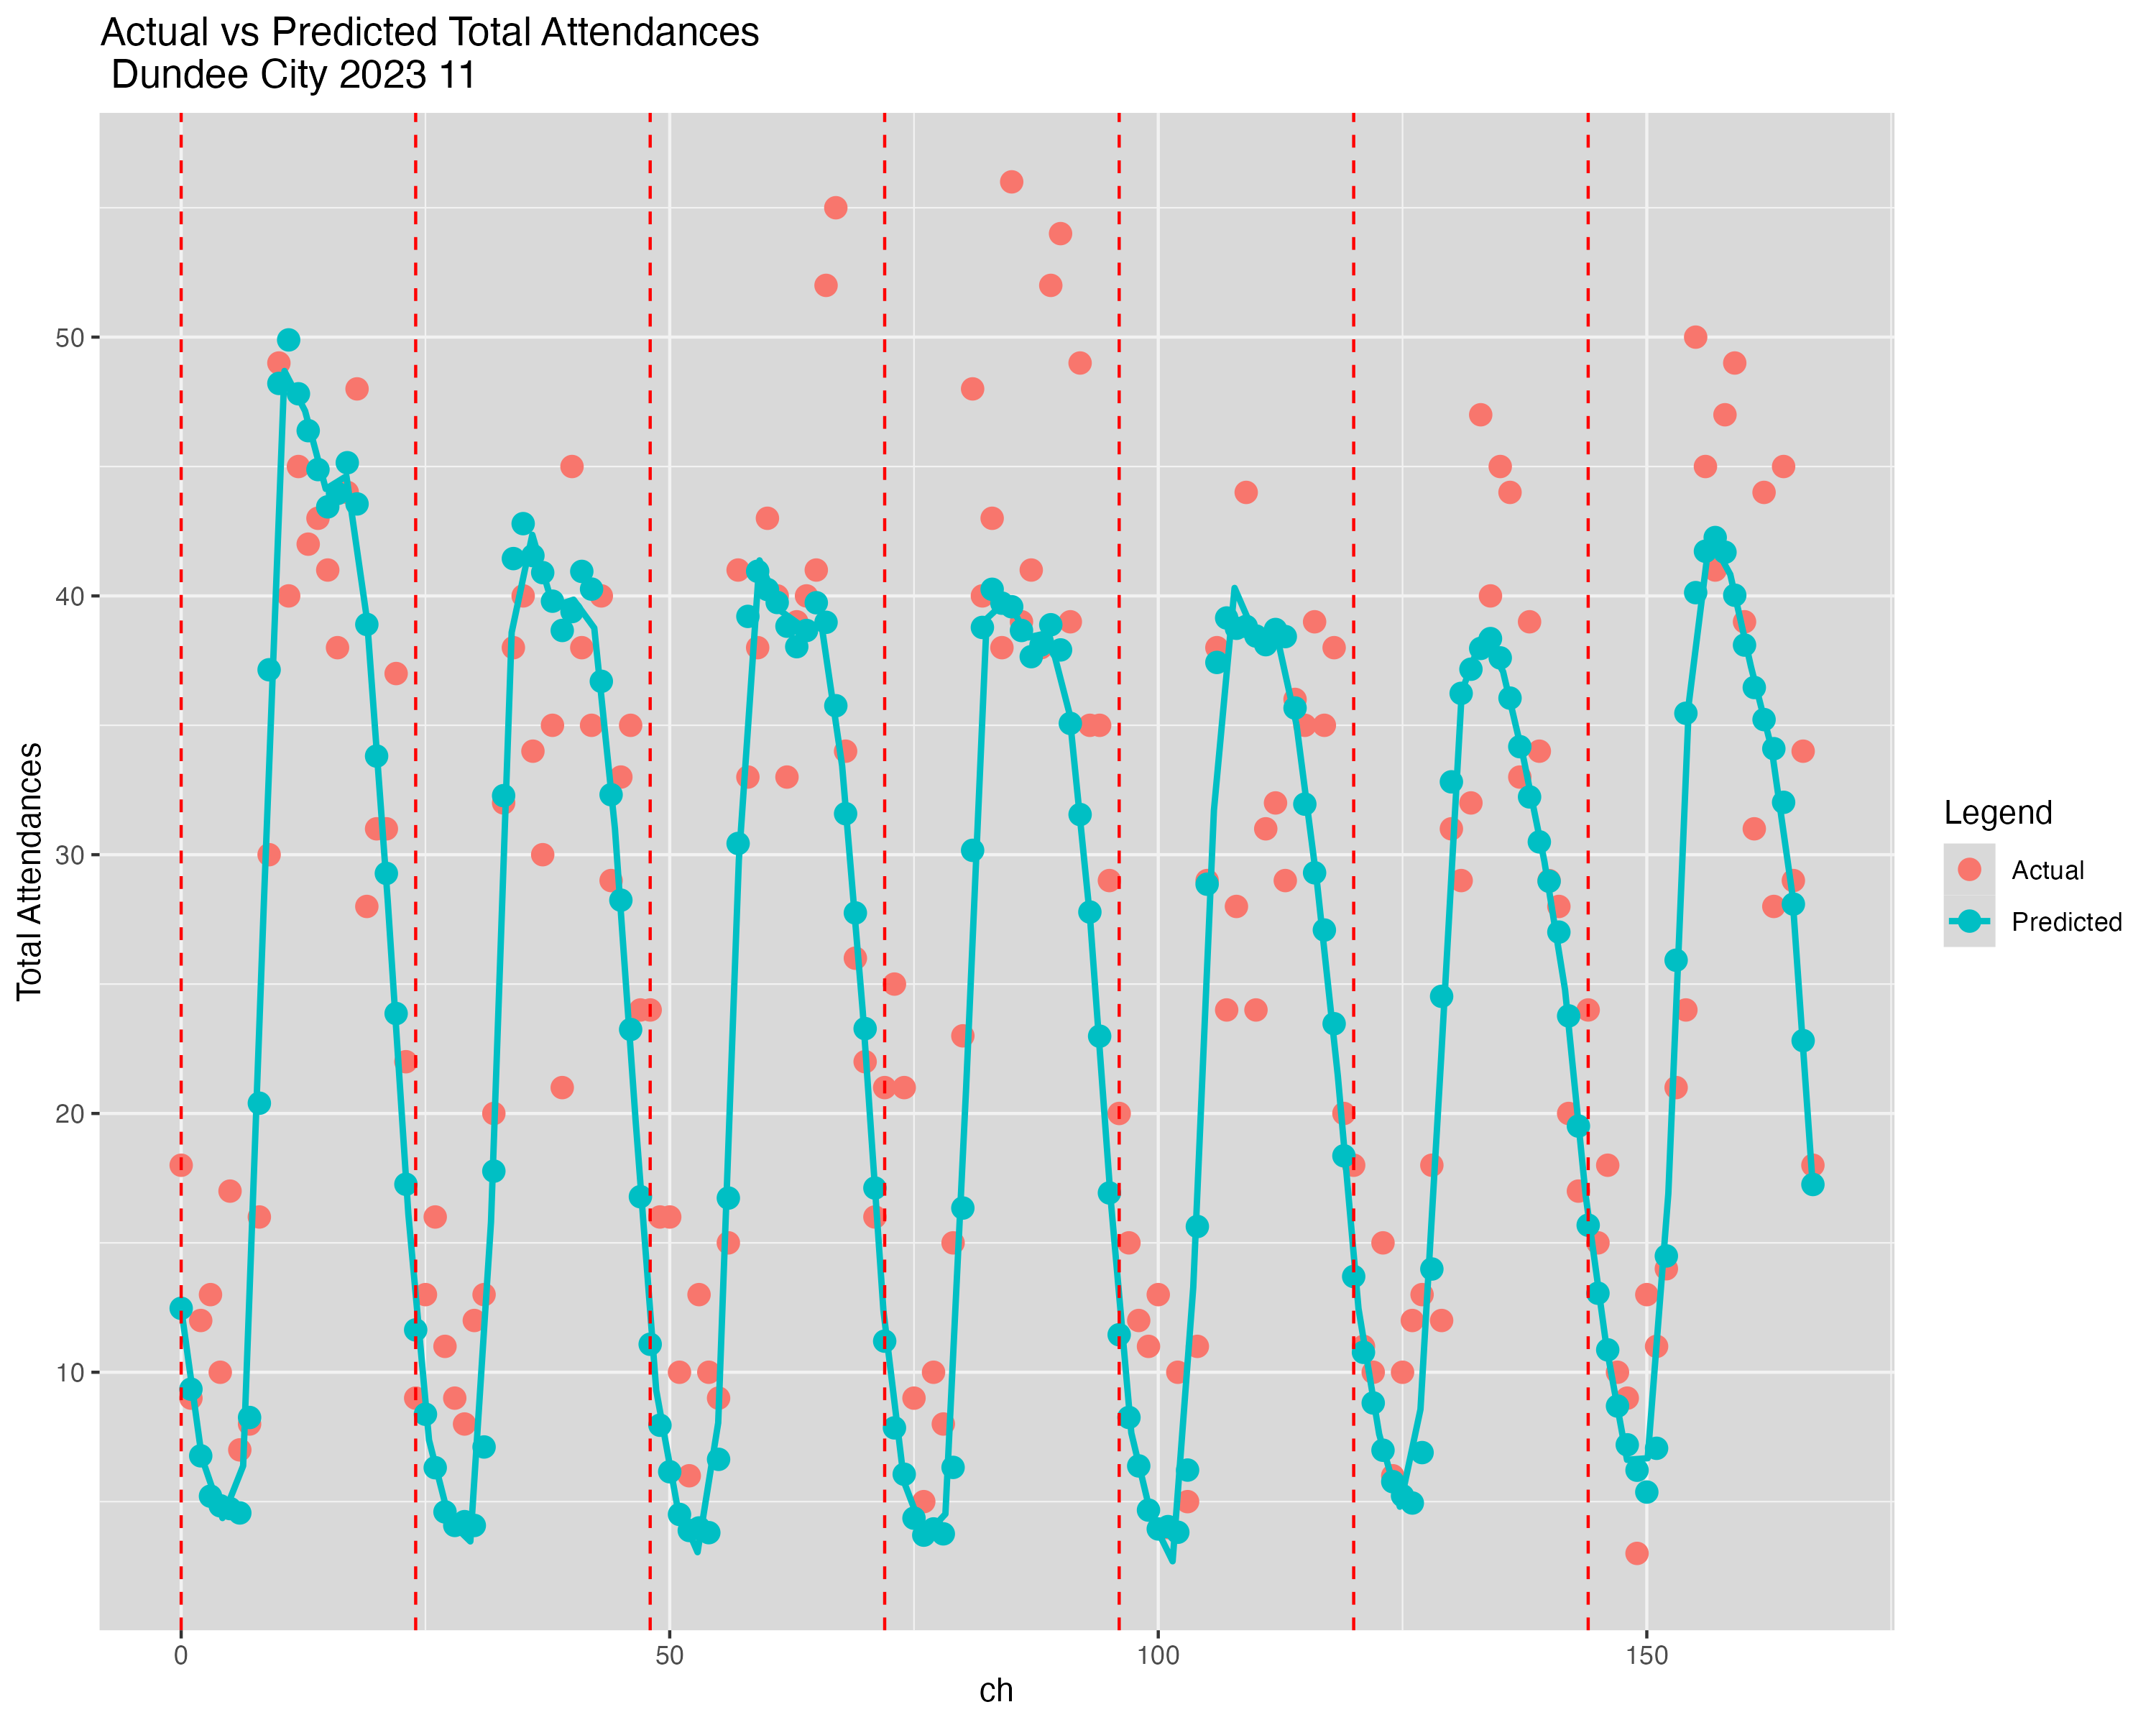 Actual vs Predicted Total Attendances
Dundee City 2023 11
Total Attendances
50
40
30
20
10
0
50
100
150
ch
Legend
Actual
Predicted